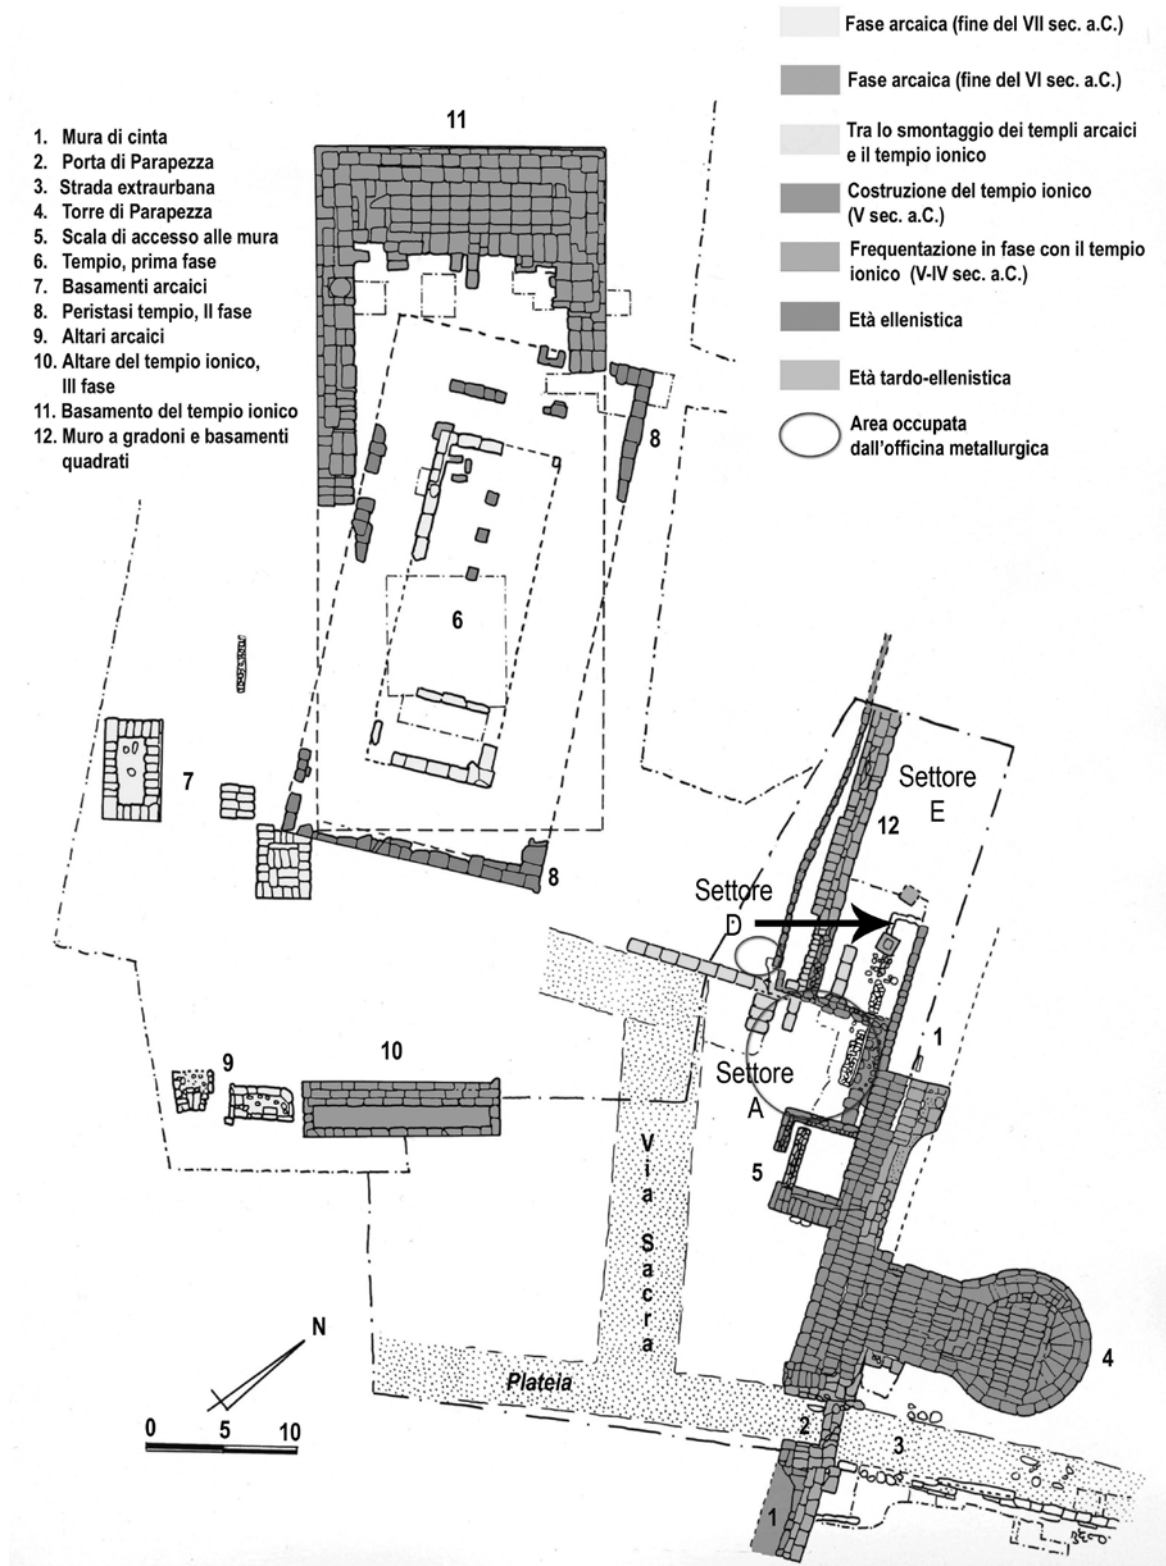 Fase arcaica (fine del VII sec. a.C.)
Fase arcaica (fine del VI sec. a.C.)
Tra lo smontaggio dei templi arcaici
e il tempio ionico
Costruzione del tempio ionico
(V sec. a.C.)
Frequentazione in fase con il tempio
ionico (V-IV sec. a.C.)
Età ellenistica
Età tardo-ellenistica
Area occupata
dall'officina metallurgica
1. Mura di cinta
2. Porta di Parapezza
3. Strada extraurbana
4. Torre di Parapezza
5. Scala di accesso alle mura
6. Tempio, prima fase
7. Basamenti arcaici
8. Peristasi tempio, II fase
9. Altari arcaici
10. Altare del tempio ionico,
III fase
11. Basamento del tempio ionico
12. Muro a gradoni e basamenti
quadrati
11
8
6
7
8
12
Settore
E
Settore
D
1
9
10
Settore
A
5
Via Sacra
4
N
Plateia
0 5 10
2
3
1